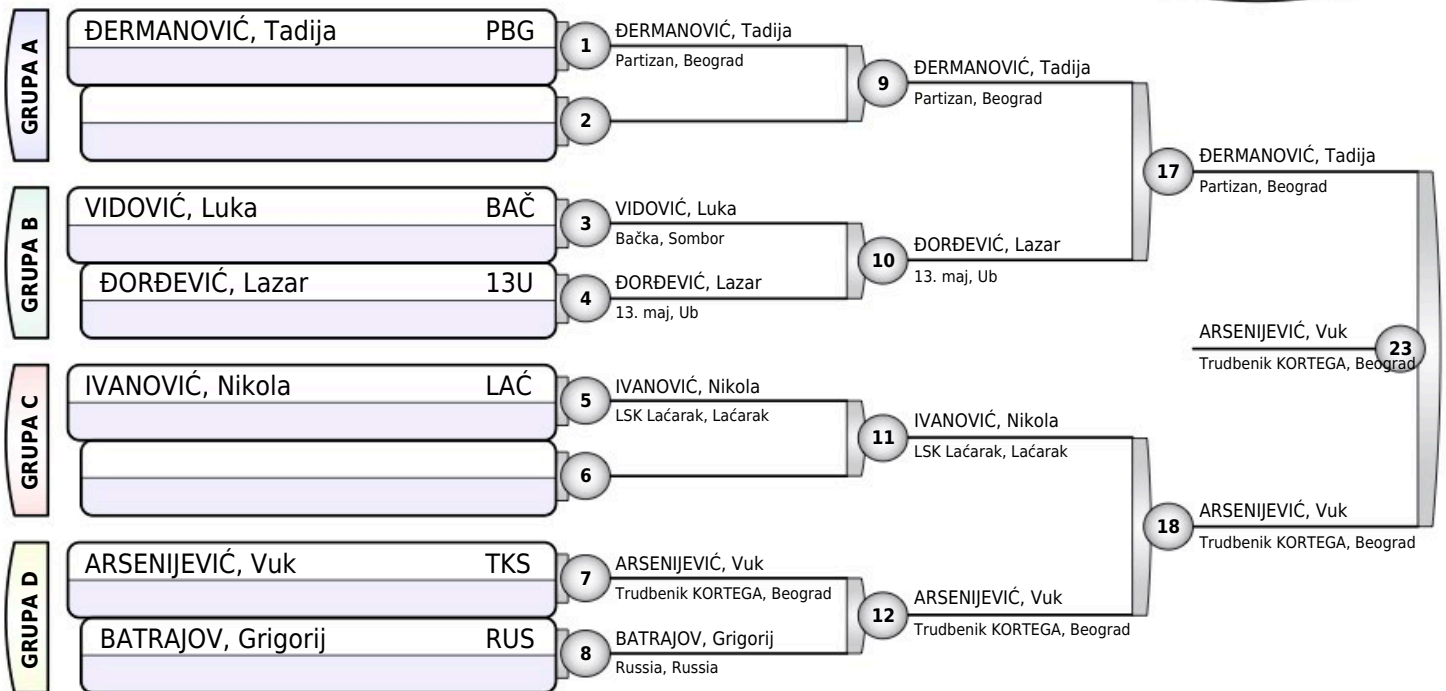 GRUPA A
ĐERMANOVIĆ, Tadija PBG
1
ĐERMANOVIĆ, Tadija
Partizan, Beograd
2
9
ĐERMANOVIĆ, Tadija
Partizan, Beograd
GRUPA B
VIDOVIĆ, Luka BAČ
ĐORĐEVIĆ, Lazar 13U
3
VIDOVIĆ, Luka
Bačka, Sombor
4
ĐORĐEVIĆ, Lazar
13. maj, Ub
10
ĐORĐEVIĆ, Lazar
13. maj, Ub
17
ĐERMANOVIĆ, Tadija
Partizan, Beograd
GRUPA C
IVANOVIĆ, Nikola LAĆ
5
IVANOVIĆ, Nikola
LSK Laćarak, Laćarak
6
11
IVANOVIĆ, Nikola
LSK Laćarak, Laćarak
GRUPA D
ARSENIJEVIĆ, Vuk TKS
BATRAJOV, Grigorij RUS
7
ARSENIJEVIĆ, Vuk
Trudbenik KORTEGA, Beograd
8
BATRAJOV, Grigorij
Russia, Russia
12
ARSENIJEVIĆ, Vuk
Trudbenik KORTEGA, Beograd
18
ARSENIJEVIĆ, Vuk
Trudbenik KORTEGA, Beograd
ARSENIJEVIĆ, Vuk
Trudbenik KORTEGA, Beograd
23